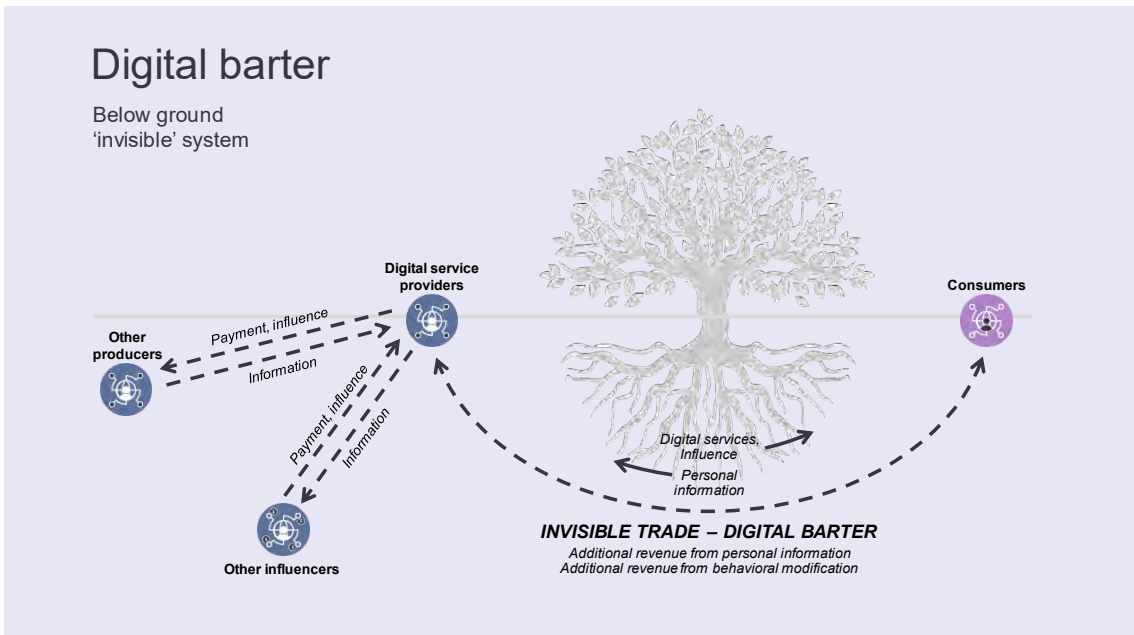 Digital barter
Below ground
‘invisible’ system
Digital service
providers
Consumers
Other
producers
Payment, influence
Information
Payment, influence
Information
Digital services,
Influence
Personal
information
INVISIBLE TRADE – DIGITAL BARTER
Additional revenue from personal information
Additional revenue from behavioral modification
Other influencers